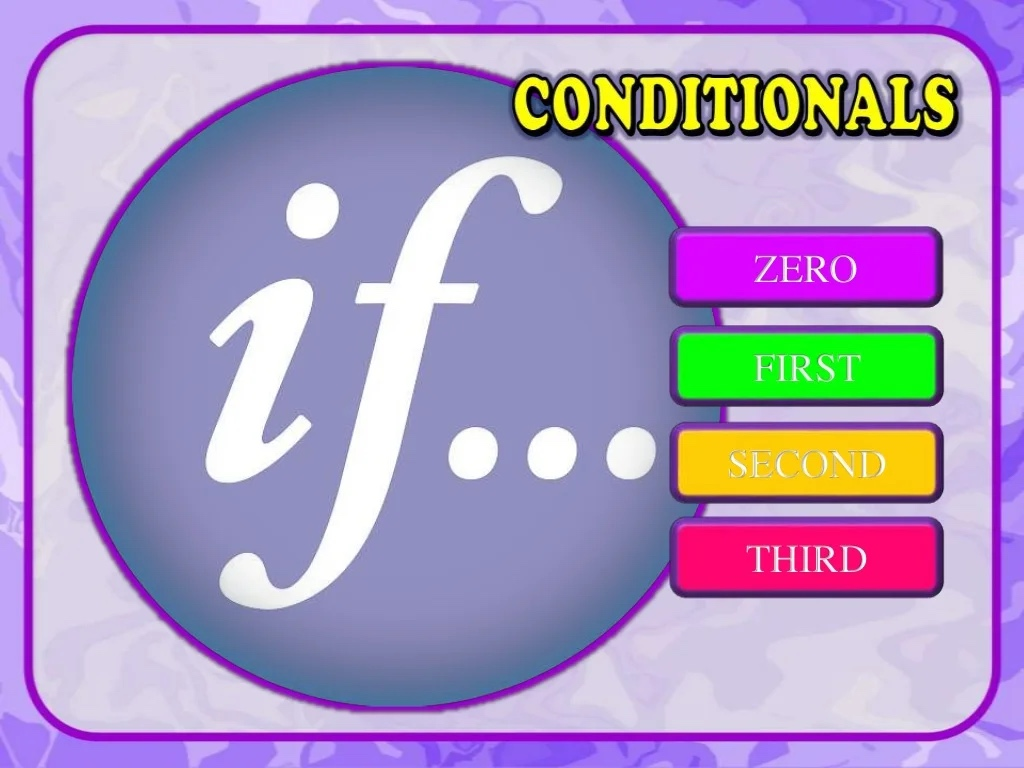 CONDITIONALS
if...
ZERO
FIRST
SECOND
THIRD